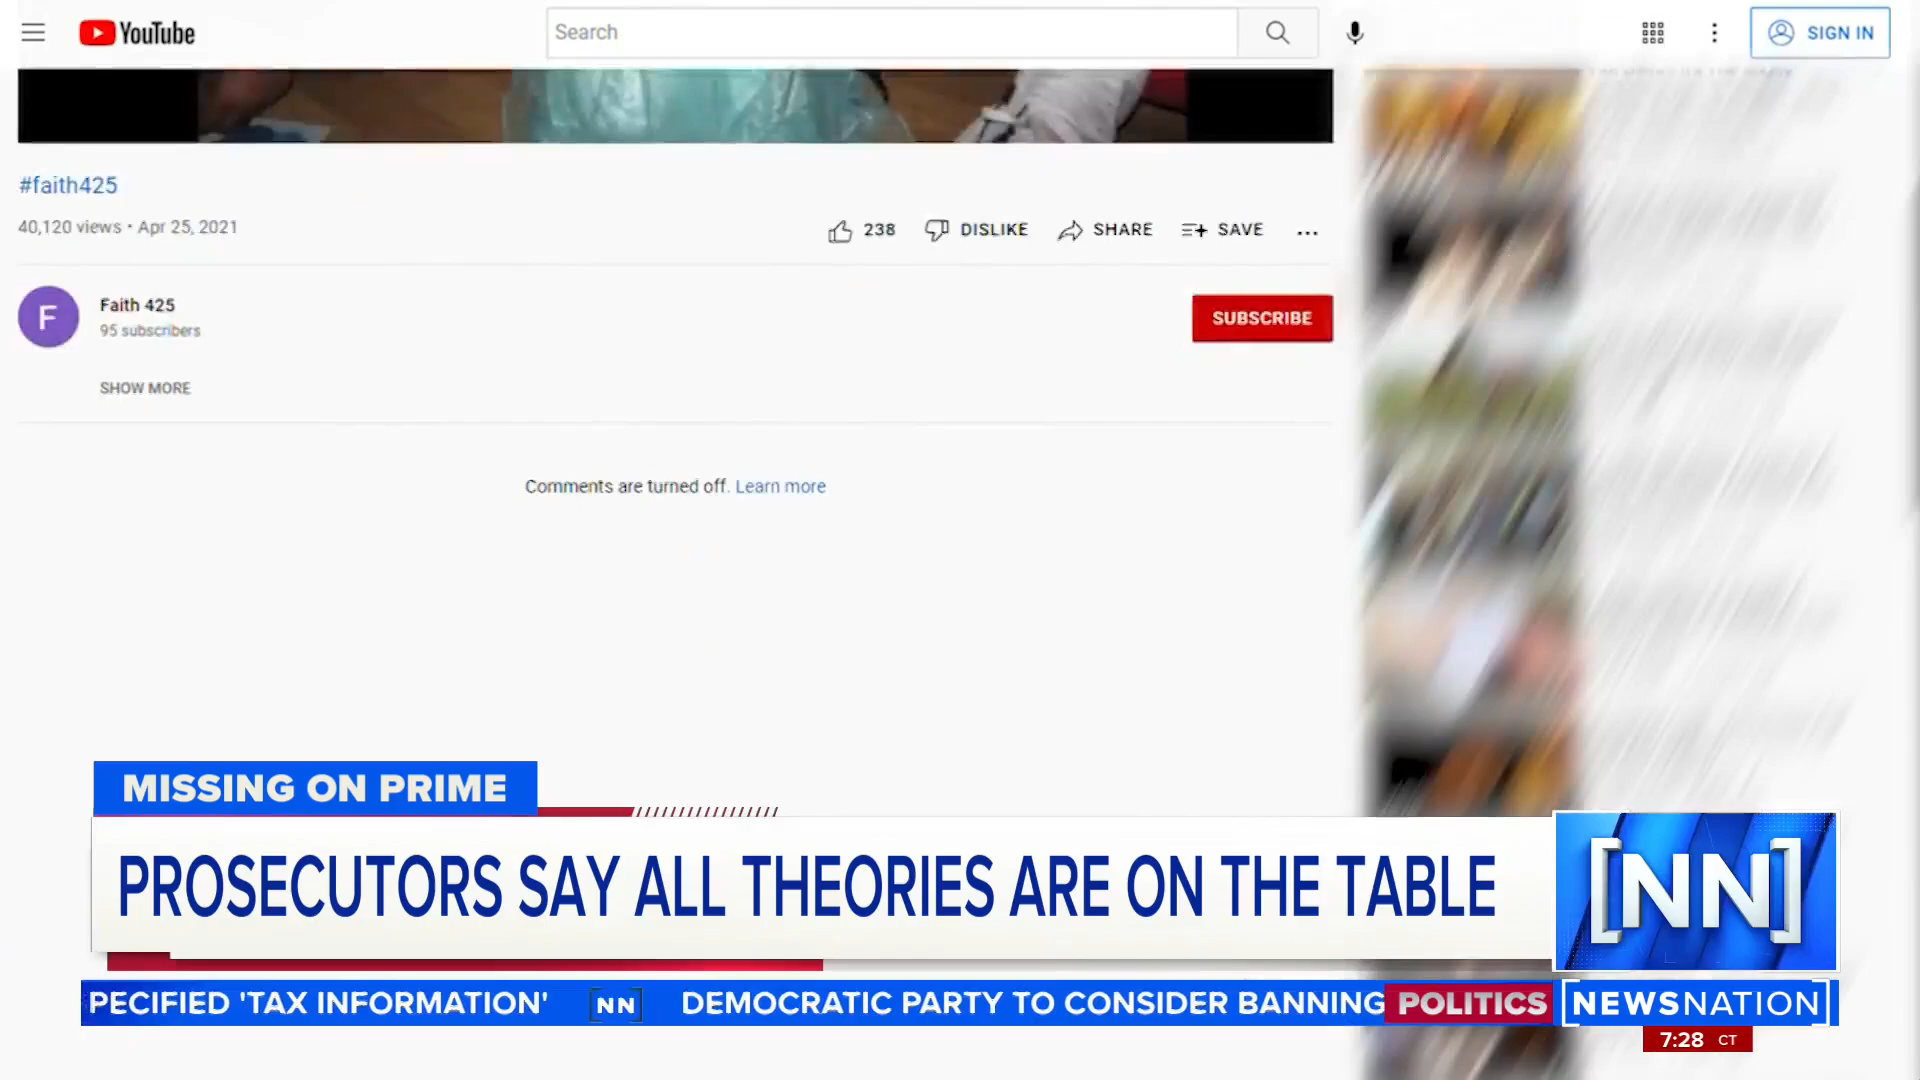 YouTube
Search
SIGN IN
#faith425
40,120 views • Apr 25, 2021
238
DISLIKE
SHARE
SAVE
...
F
Faith 425
95 subscribers
SUBSCRIBE
SHOW MORE
Comments are turned off. Learn more
MISSING ON PRIME
PROSECUTORS SAY ALL THEORIES ARE ON THE TABLE
[NN]
PECIFIED 'TAX INFORMATION' [NN] DEMOCRATIC PARTY TO CONSIDER BANNING
POLITICS
[NEWSNATION]
7:28 CT